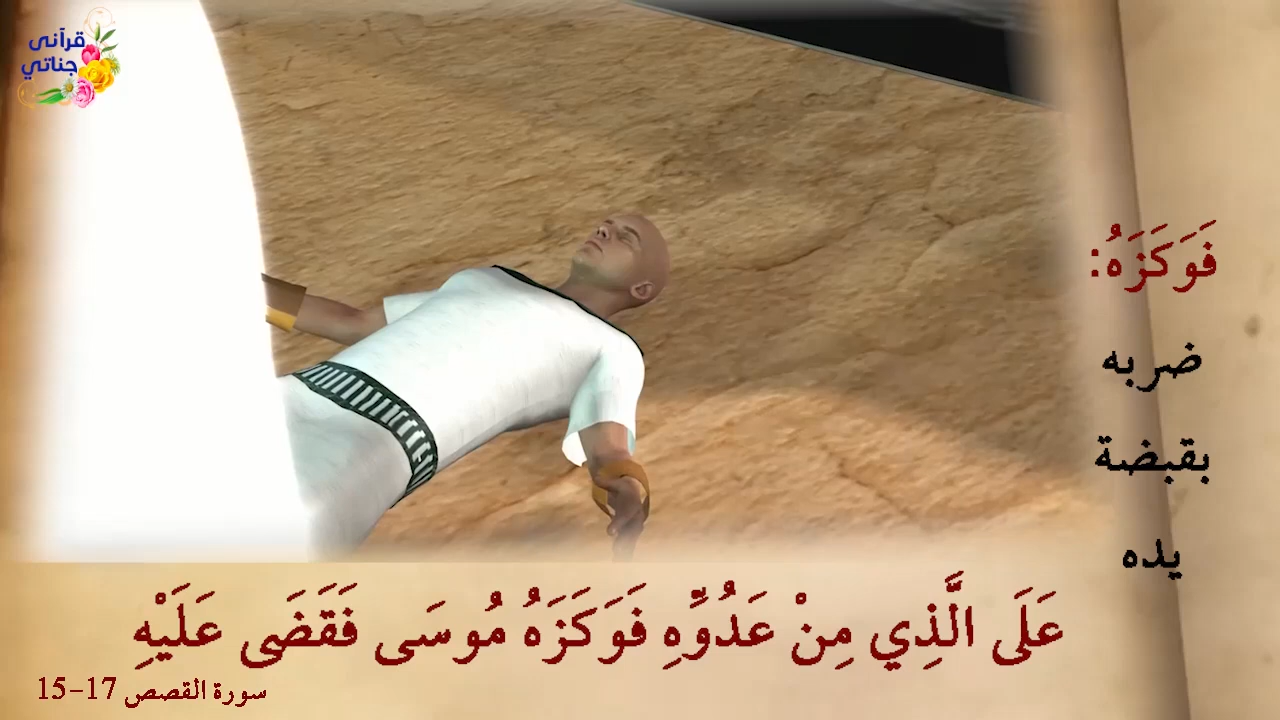 قرآني
جناتي
فَوَكَزَهُ:
ضربه
بقبضة
يده
عَلَى الَّذِي مِنْ عَدُوِّهِ فَوَكَزَهُ مُوسَى فَقَضَى عَلَيْهِ
سورة القصص 17-15